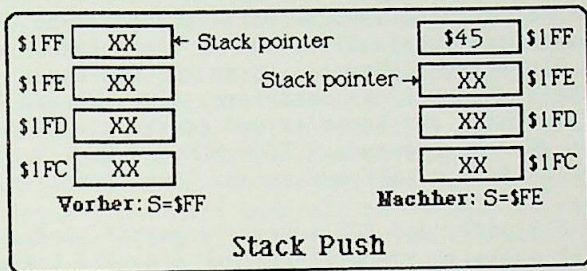 $1FF XX Stack pointer $45 $1FF
$1FE XX Stack pointer XX $1FE
$1FD XX XX $1FD
$1FC XX XX $1FC
Vorher: S=$FF Nachher: S=$FE
Stack Push